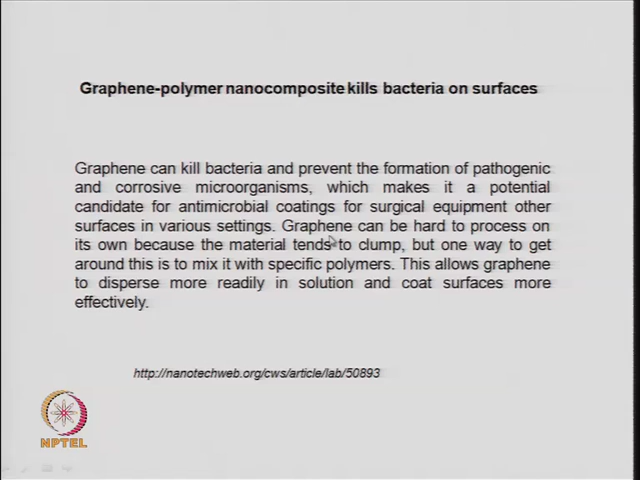 Graphene-polymer nanocomposite kills bacteria on surfaces
Graphene can kill bacteria and prevent the formation of pathogenic
and corrosive microorganisms, which makes it a potential
candidate for antimicrobial coatings for surgical equipment other
surfaces in various settings. Graphene can be hard to process on
its own because the material tends to clump, but one way to get
around this is to mix it with specific polymers. This allows graphene
to disperse more readily in solution and coat surfaces more
effectively.
http://nanotechweb.org/cws/article/lab/50893
NPTEL